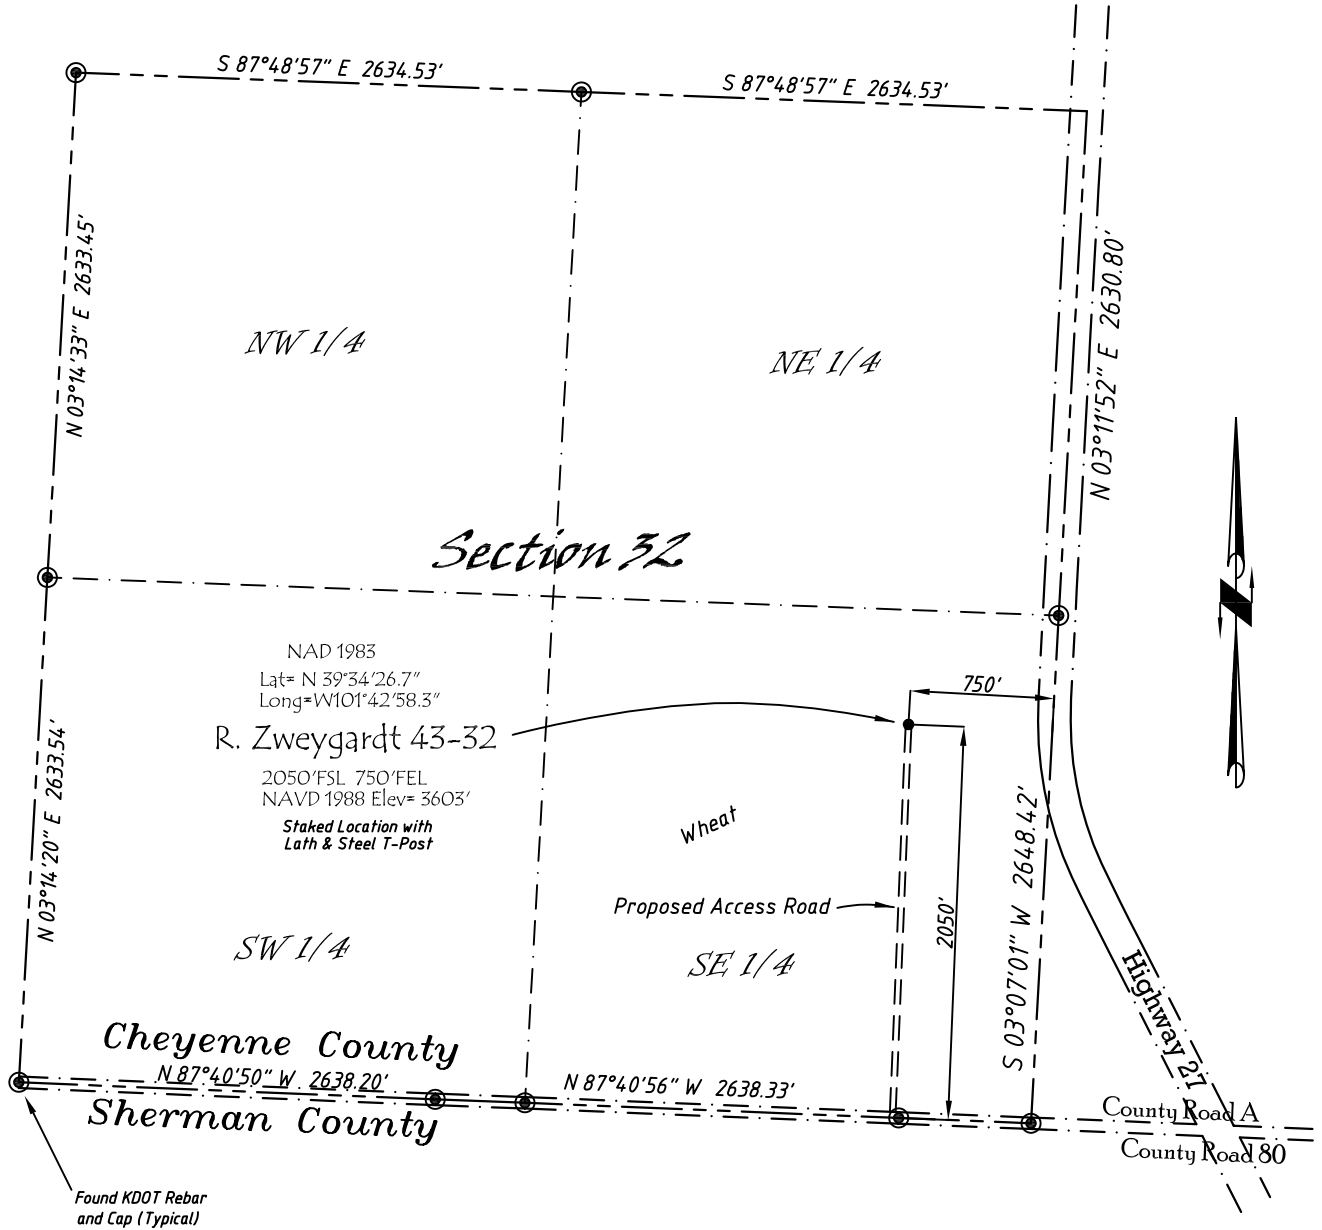 S 87°48'57" E 2634.53'
S 87°48'57" E 2634.53'
N 03°14'33" E 2633.45'
N 03°11'52" E 2630.80'
NW 1/4
NE 1/4
Section 32
NAD 1983
Lat= N 39°34'26.7"
Long=W101°42'58.3"
R. Zweygardt 43-32
2050'FSL 750'FEL
NAVD 1988 Elev= 3603'
Staked Location with
Lath & Steel T-Post
750'
Wheat
Proposed Access Road
2050'
N 03°14'20" E 2633.54'
S 03°07'01" W 2648.42'
SW 1/4
SE 1/4
Highway 27
Cheyenne County
N 87°40'50" W 2638.20'
N 87°40'56" W 2638.33'
Sherman County
County Road A
County Road 80
Found KDOT Rebar
and Cap (Typical)